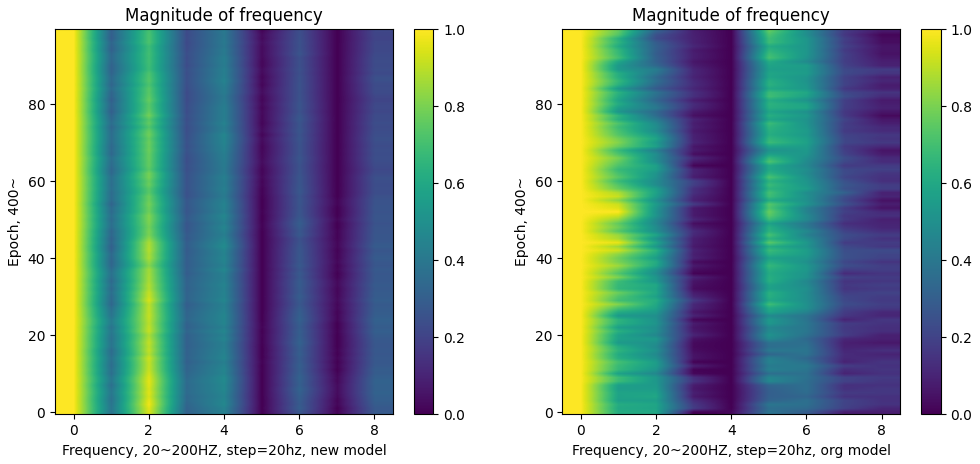 Magnitude of frequency
80
60
40
20
0
Epoch, 400~
0 2 4 6 8
Frequency, 20~200HZ, step=20hz, new model
1.0
0.8
0.6
0.4
0.2
0.0
Magnitude of frequency
80
60
40
20
0
Epoch, 400~
0 2 4 6 8
Frequency, 20~200HZ, step=20hz, org model
1.0
0.8
0.6
0.4
0.2
0.0